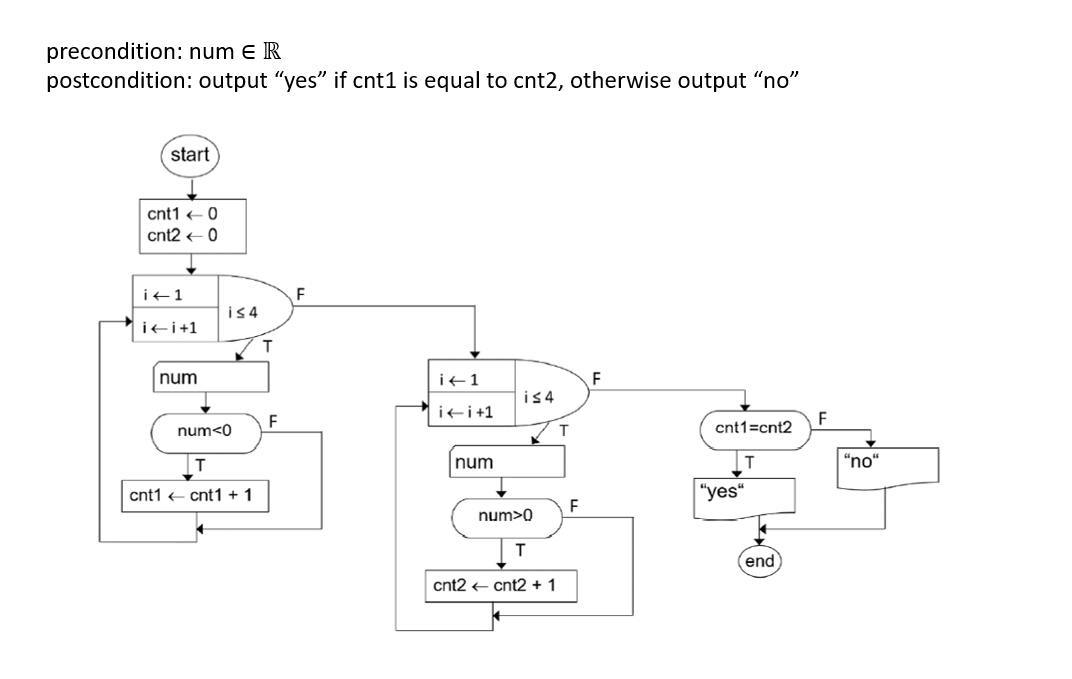 precondition: num ∈ ℝ
postcondition: output “yes” if cnt1 is equal to cnt2, otherwise output “no”
start
cnt1 ← 0
cnt2 ← 0
i ← 1
i ← i+1
i ≤ 4
F
T
num
num<0
F
T
cnt1 ← cnt1 + 1
i ← 1
i ← i+1
i ≤ 4
F
T
num
num>0
F
T
cnt2 ← cnt2 + 1
cnt1=cnt2
F
T
"no"
"yes"
end